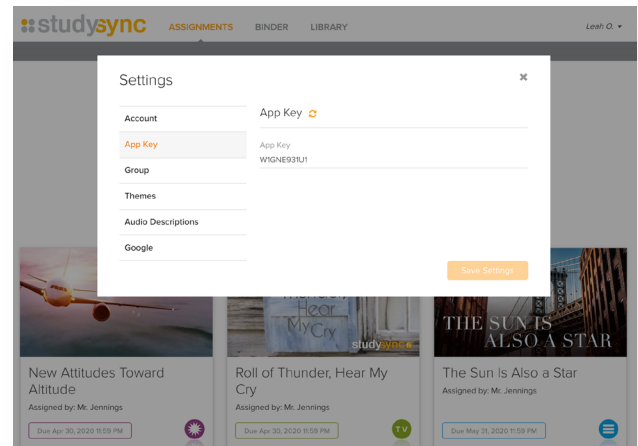 studysync ASSIGNMENTS BINDER LIBRARY Leah O.
Settings
Account
App Key
Group
Themes
Audio Descriptions
Google
App Key
App Key
W1GNE931U1
Save Settings
Hear
My Cry
studysync
THE SUN IS
ALSO A STAR
New Attitudes Toward
Altitude
Assigned by: Mr. Jennings
Due Apr 30, 2020 11:59 PM
Roll of Thunder, Hear My
Cry
Assigned by: Mr. Jennings
Due Apr 30, 2020 11:59 PM
TV
The Sun Is Also a Star
Assigned by: Mr. Jennings
Due May 31, 2020 11:59 PM